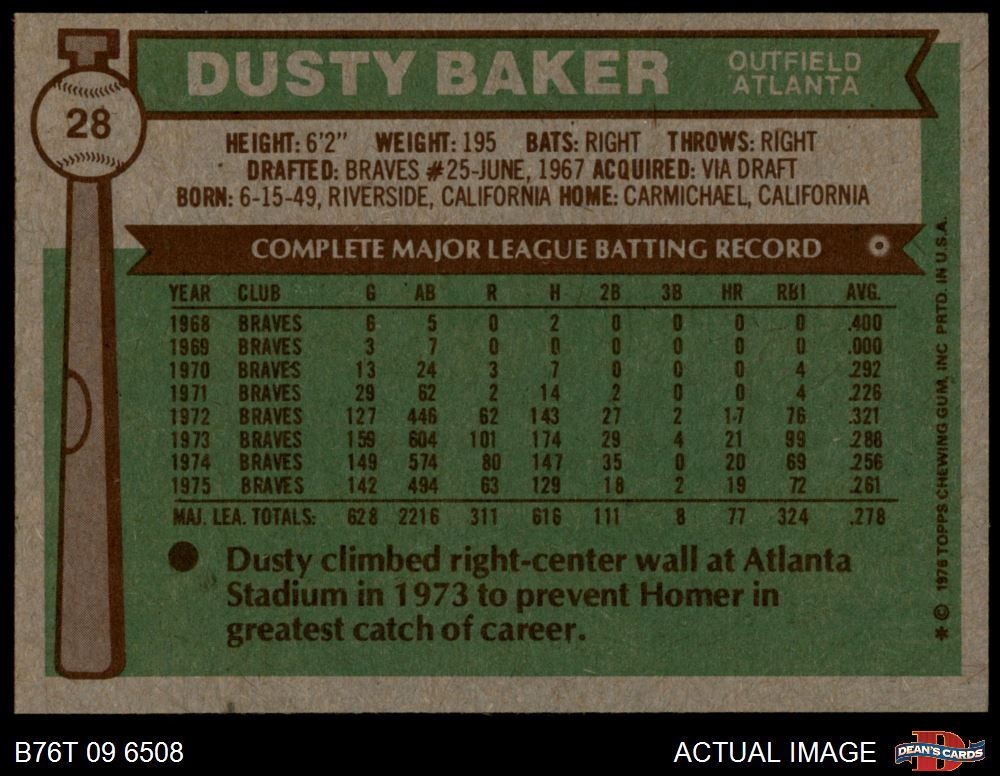 28
DUSTY BAKER OUTFIELD ATLANTA
HEIGHT: 6'2" WEIGHT: 195 BATS: RIGHT THROWS: RIGHT
DRAFTED: BRAVES #25-JUNE, 1967 ACQUIRED: VIA DRAFT
BORN: 6-15-49, RIVERSIDE, CALIFORNIA HOME: CARMICHAEL, CALIFORNIA
COMPLETE MAJOR LEAGUE BATTING RECORD
YEAR CLUB G AB R H 2B 3B HR RBI AVG.
1968 BRAVES 6 5 0 2 0 0 0 0 .400
1969 BRAVES 3 7 0 0 0 0 0 0 .000
1970 BRAVES 13 24 3 7 0 0 0 4 .292
1971 BRAVES 29 62 2 14 2 0 0 4 .226
1972 BRAVES 127 446 62 143 27 2 17 76 .321
1973 BRAVES 159 604 101 174 29 4 21 99 .288
1974 BRAVES 149 574 80 147 35 0 20 69 .256
1975 BRAVES 142 494 63 129 18 2 19 72 .261
MAJ. LEA. TOTALS: 628 2216 311 616 111 8 77 324 .278
Dusty climbed right-center wall at Atlanta
Stadium in 1973 to prevent Homer in
greatest catch of career.
* © 1976 TOPPS CHEWING GUM, INC PRTD. IN U.S.A.
B76T 09 6508
ACTUAL IMAGE
D
DEAN'S CARDS